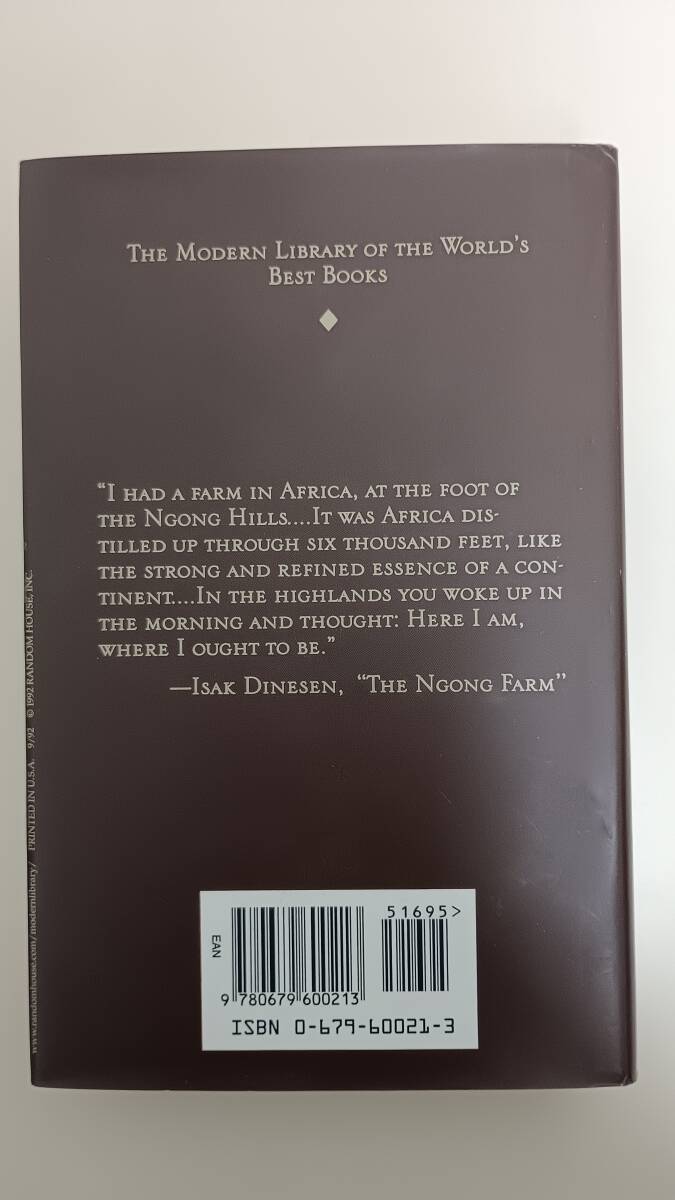 The Modern Library of the World's
Best Books
"I had a farm in Africa, at the foot of
the Ngong Hills....It was Africa dis-
tilled up through six thousand feet, like
the strong and refined essence of a con-
tinent....In the highlands you woke up in
the morning and thought: Here I am,
where I ought to be."
—Isak Dinesen, "The Ngong Farm"
www.randomhouse.com/modernlibrary/ PRINTED IN U.S.A. 9/92 © 1992 RANDOM HOUSE, INC.
EAN
51695>
9 780679 600213
ISBN 0-679-60021-3